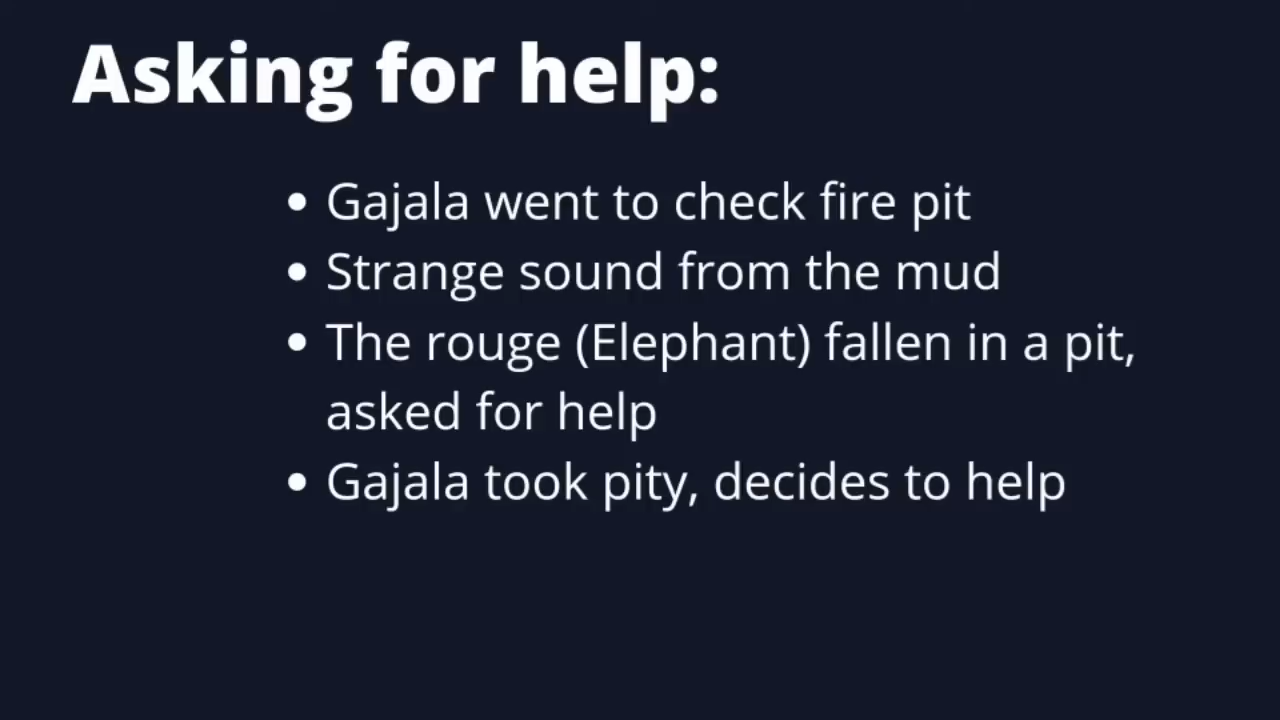 Asking for help:
• Gajala went to check fire pit
• Strange sound from the mud
• The rouge (Elephant) fallen in a pit,
asked for help
• Gajala took pity, decides to help